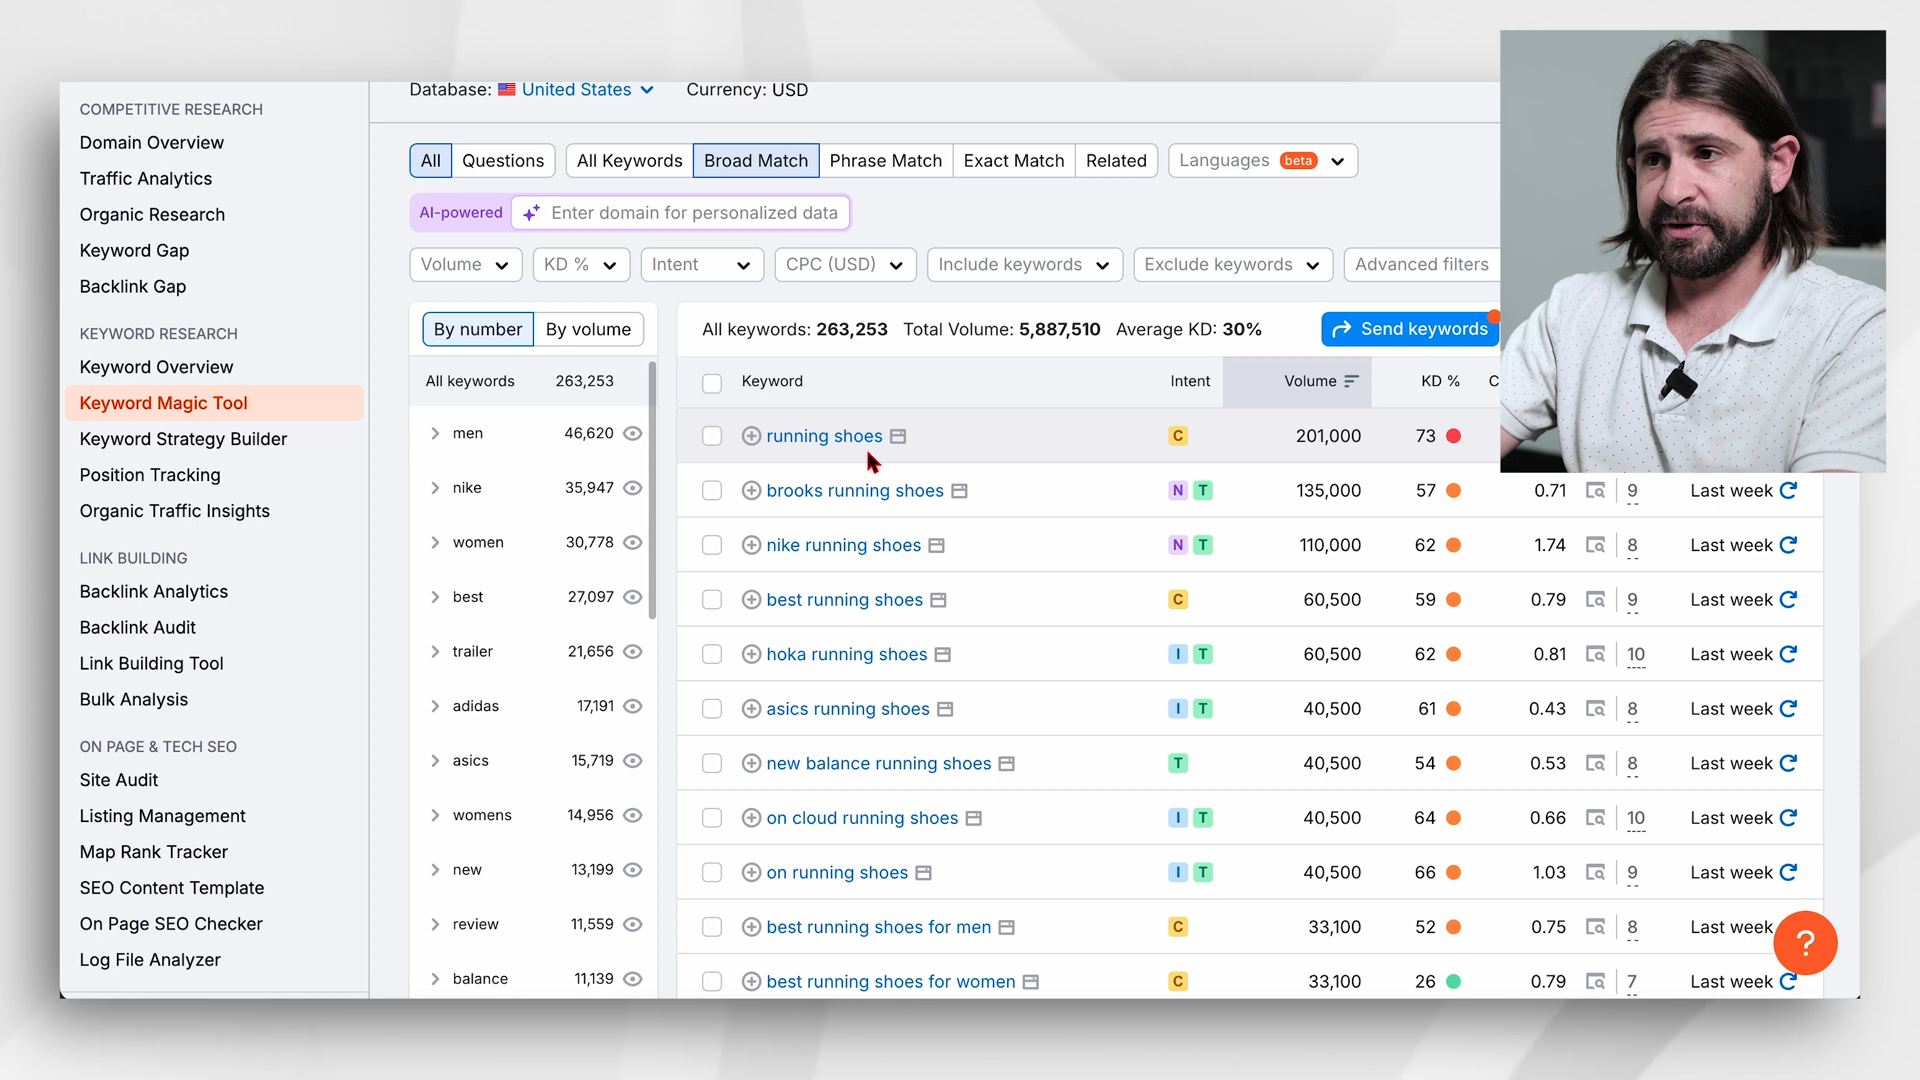 Database: United States Currency: USD
COMPETITIVE RESEARCH
Domain Overview
Traffic Analytics
Organic Research
Keyword Gap
Backlink Gap
KEYWORD RESEARCH
Keyword Overview
Keyword Magic Tool
Keyword Strategy Builder
Position Tracking
Organic Traffic Insights
LINK BUILDING
Backlink Analytics
Backlink Audit
Link Building Tool
Bulk Analysis
ON PAGE & TECH SEO
Site Audit
Listing Management
Map Rank Tracker
SEO Content Template
On Page SEO Checker
Log File Analyzer
All Questions All Keywords Broad Match Phrase Match Exact Match Related Languages beta
AI-powered Enter domain for personalized data
Volume KD % Intent CPC (USD) Include keywords Exclude keywords Advanced filters
By number By volume
All keywords 263,253
men 46,620
nike 35,947
women 30,778
best 27,097
trailer 21,656
adidas 17,191
asics 15,719
womens 14,956
new 13,199
review 11,559
balance 11,139
All keywords: 263,253 Total Volume: 5,887,510 Average KD: 30% Send keywords
Keyword Intent Volume KD % C
running shoes C 201,000 73
brooks running shoes N T 135,000 57 0.71 9 Last week
nike running shoes N T 110,000 62 1.74 8 Last week
best running shoes C 60,500 59 0.79 9 Last week
hoka running shoes I T 60,500 62 0.81 10 Last week
asics running shoes I T 40,500 61 0.43 8 Last week
new balance running shoes T 40,500 54 0.53 8 Last week
on cloud running shoes I T 40,500 64 0.66 10 Last week
on running shoes I T 40,500 66 1.03 9 Last week
best running shoes for men C 33,100 52 0.75 8 Last week
best running shoes for women C 33,100 26 0.79 7 Last week
?